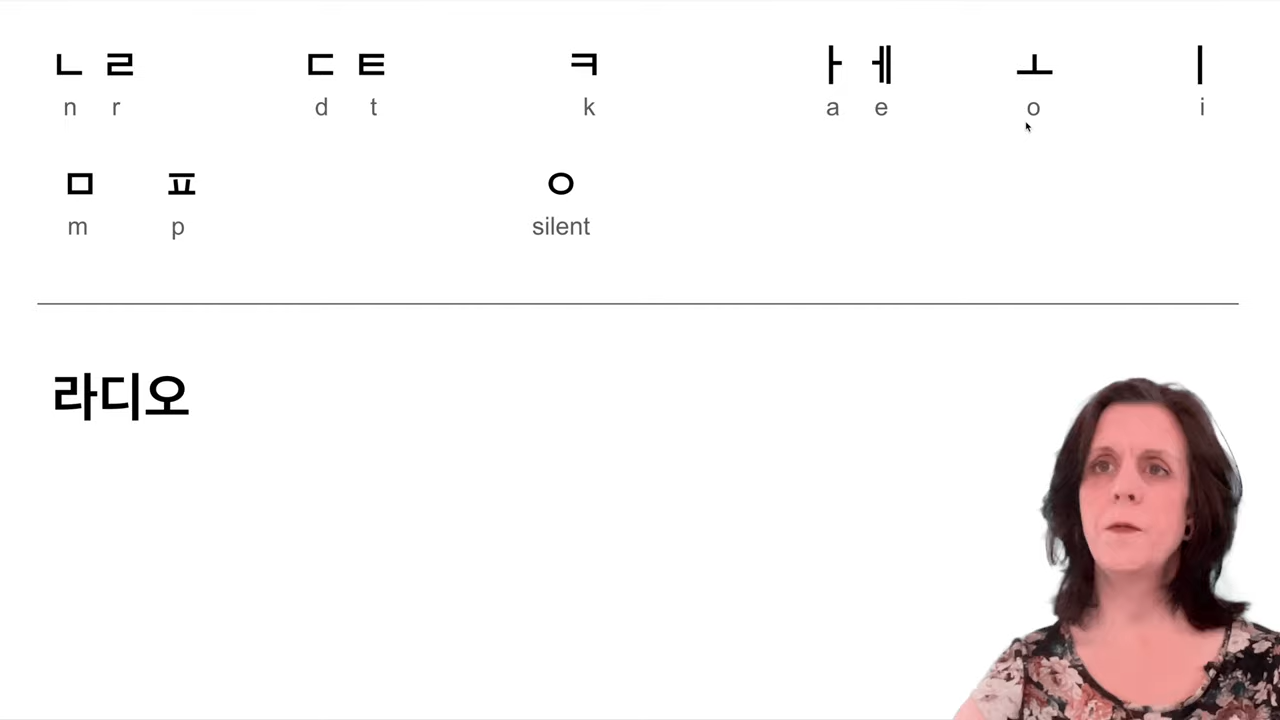 ㄴ ㄹ ㄷ ㅌ ㅋ ㅏ ㅔ ㅗ ㅣ
n r d t k a e o i
ㅁ ㅍ ㅇ
m p silent
라디오